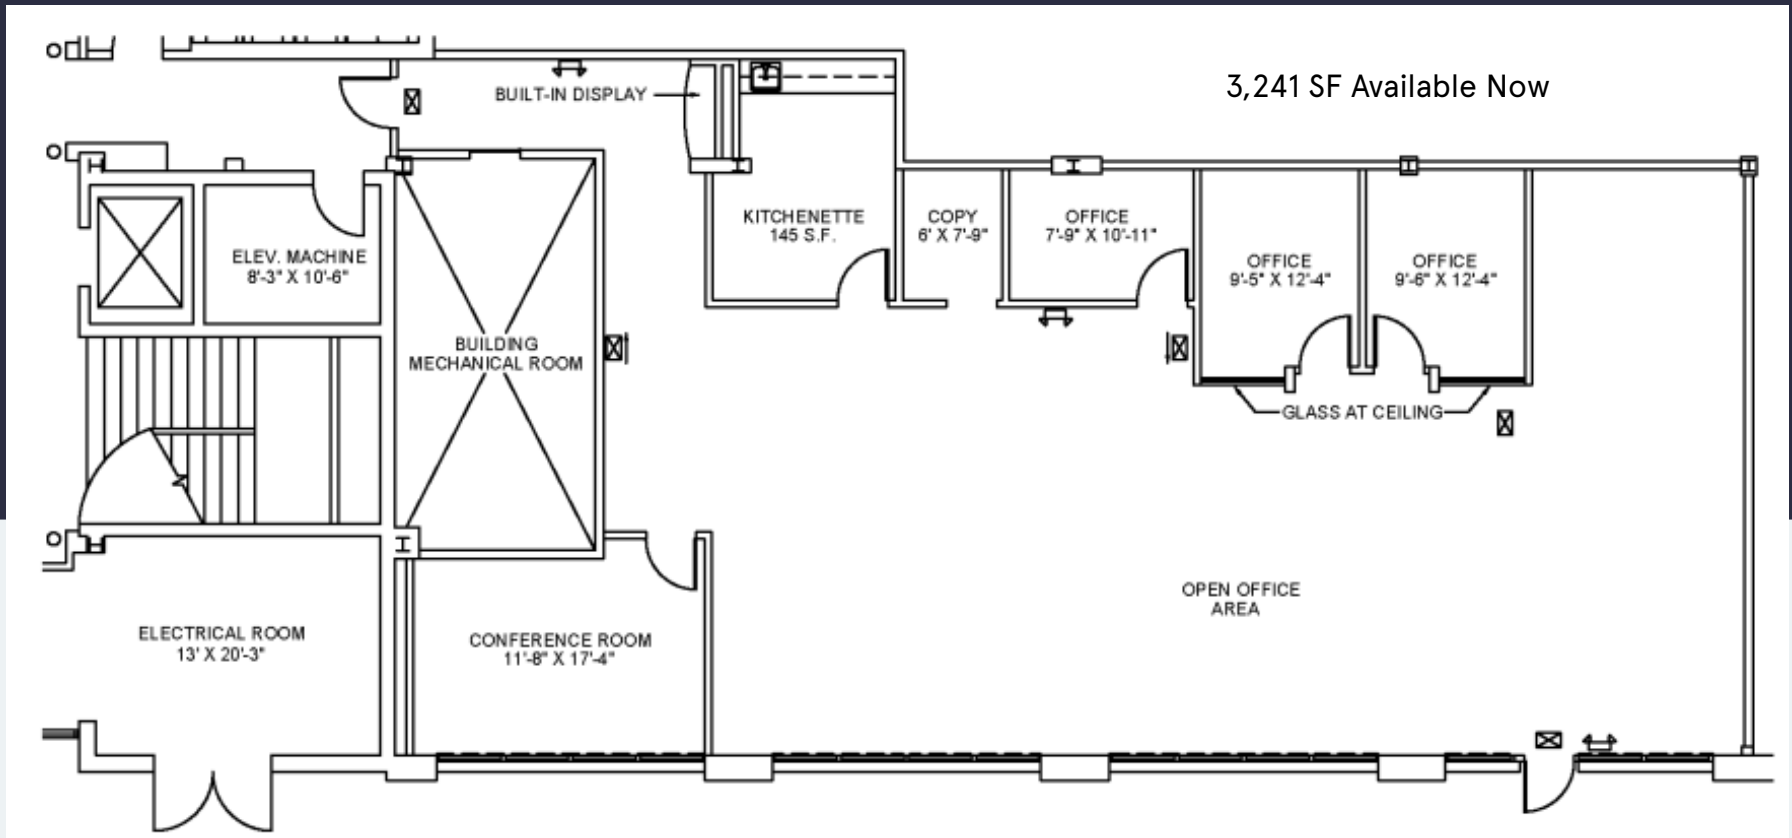 3,241 SF Available Now
BUILT-IN DISPLAY
KITCHENETTE
145 S.F.
COPY
6' X 7'-9"
OFFICE
7'-9" X 10'-11"
OFFICE
9'-5" X 12'-4"
OFFICE
9'-6" X 12'-4"
ELEV. MACHINE
8'-3" X 10'-6"
BUILDING
MECHANICAL ROOM
GLASS AT CEILING
OPEN OFFICE
AREA
ELECTRICAL ROOM
13' X 20'-3"
CONFERENCE ROOM
11'-8" X 17'-4"